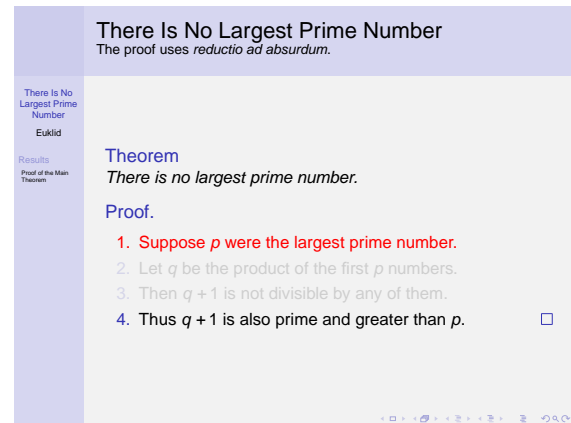 There Is No Largest Prime Number
The proof uses reductio ad absurdum.
There Is No
Largest Prime
Number
Euklid
Results
Proof of the Main
Theorem
Theorem
There is no largest prime number.
Proof.
1. Suppose p were the largest prime number.
2. Let q be the product of the first p numbers.
3. Then q + 1 is not divisible by any of them.
4. Thus q + 1 is also prime and greater than p. □